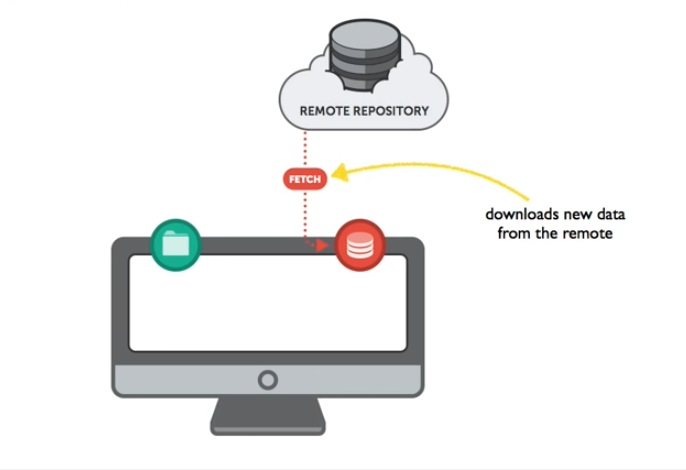 REMOTE REPOSITORY
FETCH
downloads new data
from the remote